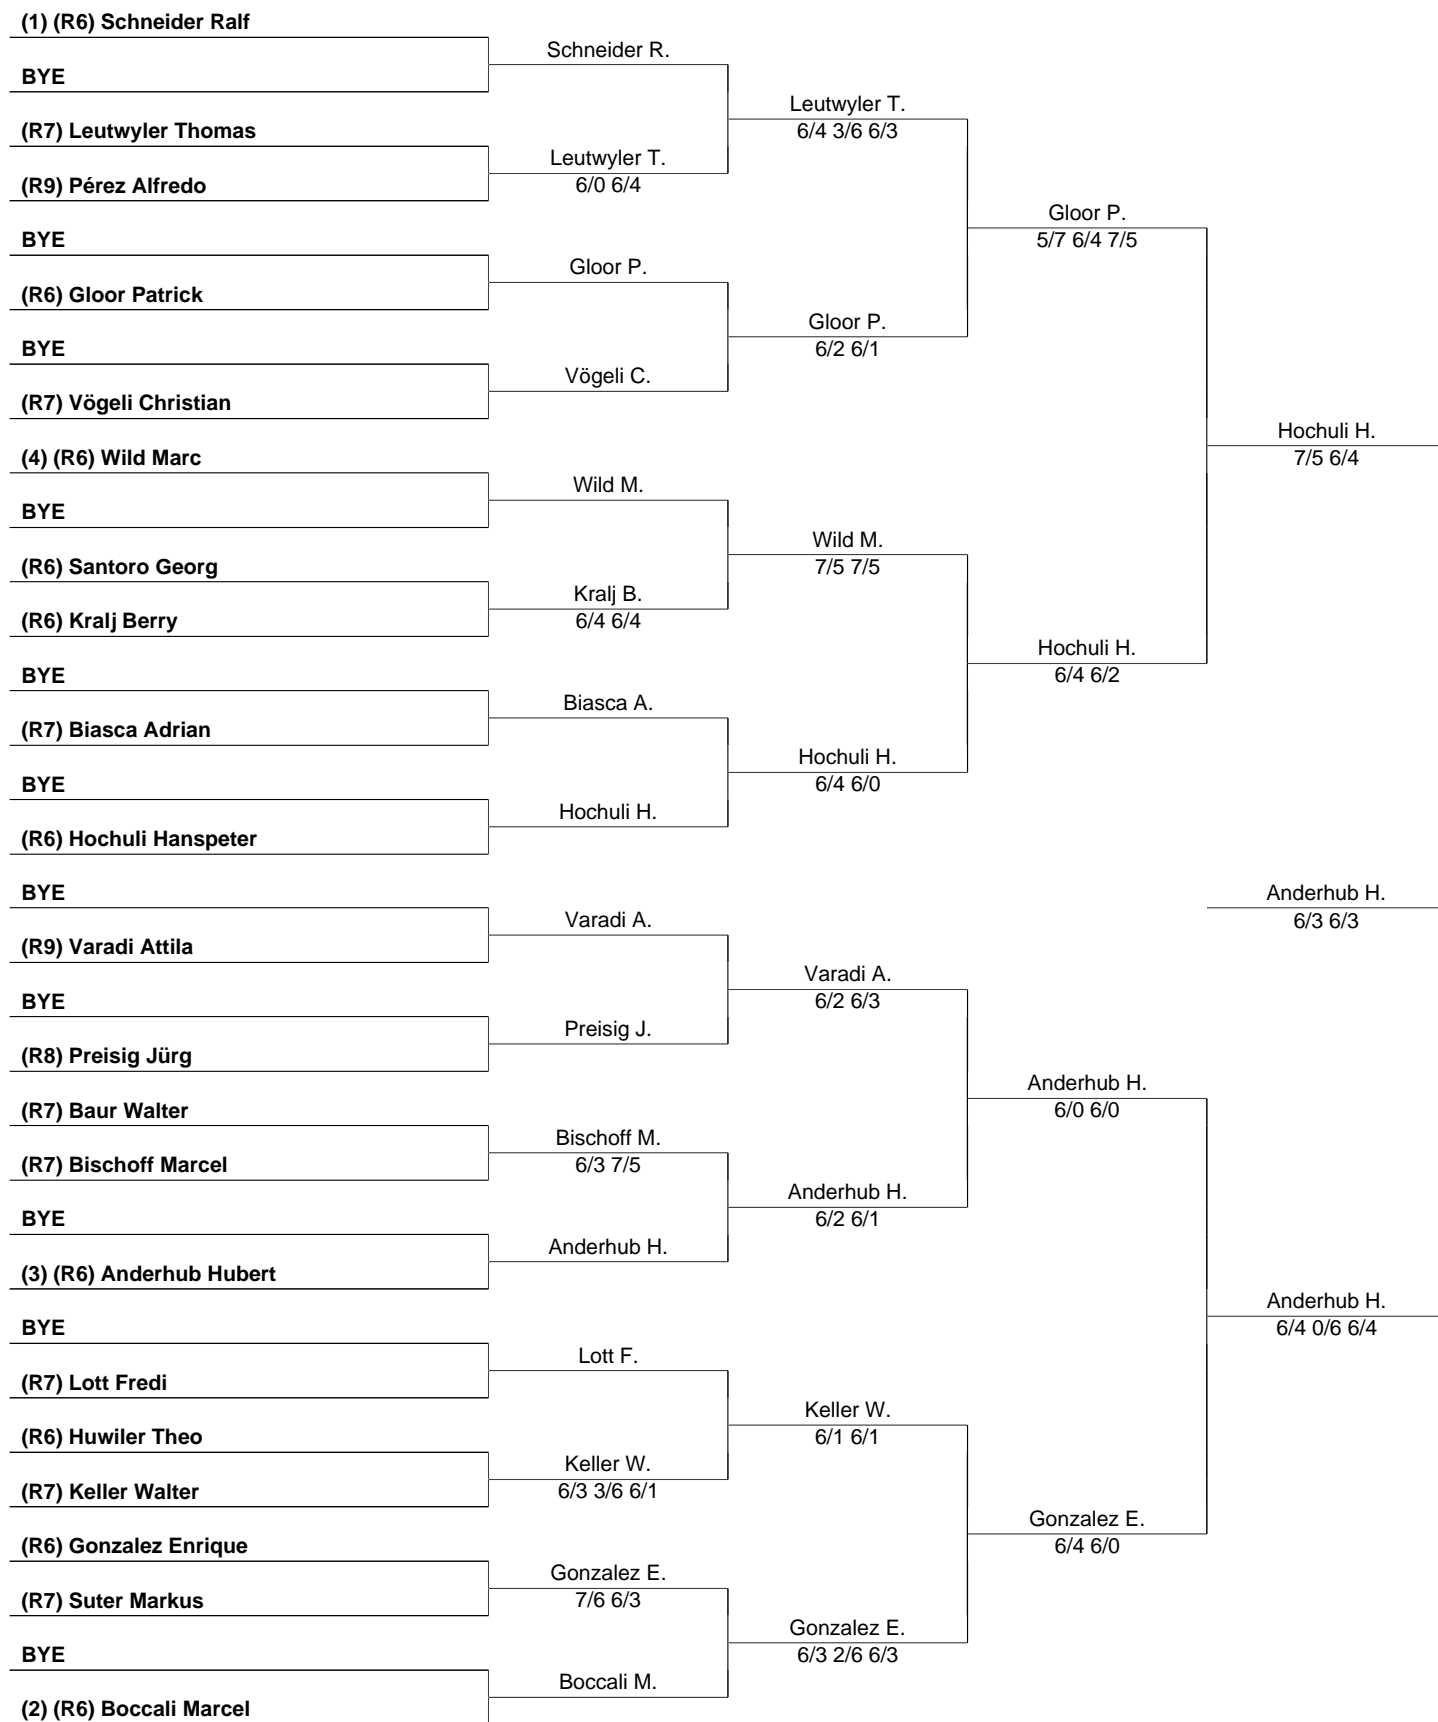 (1) (R6) Schneider Ralf
BYE
(R7) Leutwyler Thomas
(R9) Pérez Alfredo
BYE
(R6) Gloor Patrick
BYE
(R7) Vögeli Christian
(4) (R6) Wild Marc
BYE
(R6) Santoro Georg
(R6) Kralj Berry
BYE
(R7) Biasca Adrian
BYE
(R6) Hochuli Hanspeter
BYE
(R9) Varadi Attila
BYE
(R8) Preisig Jürg
(R7) Baur Walter
(R7) Bischoff Marcel
BYE
(3) (R6) Anderhub Hubert
BYE
(R7) Lott Fredi
(R6) Huwiler Theo
(R7) Keller Walter
(R6) Gonzalez Enrique
(R7) Suter Markus
BYE
(2) (R6) Boccali Marcel
Schneider R.
Leutwyler T.
6/0 6/4
Gloor P.
Vögeli C.
Wild M.
Kralj B.
6/4 6/4
Biasca A.
Hochuli H.
Varadi A.
Preisig J.
Bischoff M.
6/3 7/5
Anderhub H.
Lott F.
Keller W.
6/3 3/6 6/1
Gonzalez E.
7/6 6/3
Boccali M.
Leutwyler T.
6/4 3/6 6/3
Gloor P.
6/2 6/1
Wild M.
7/5 7/5
Hochuli H.
6/4 6/0
Varadi A.
6/2 6/3
Anderhub H.
6/2 6/1
Keller W.
6/1 6/1
Gonzalez E.
6/3 2/6 6/3
Gloor P.
5/7 6/4 7/5
Hochuli H.
6/4 6/2
Anderhub H.
6/0 6/0
Gonzalez E.
6/4 6/0
Hochuli H.
7/5 6/4
Anderhub H.
6/3 6/3
Anderhub H.
6/4 0/6 6/4